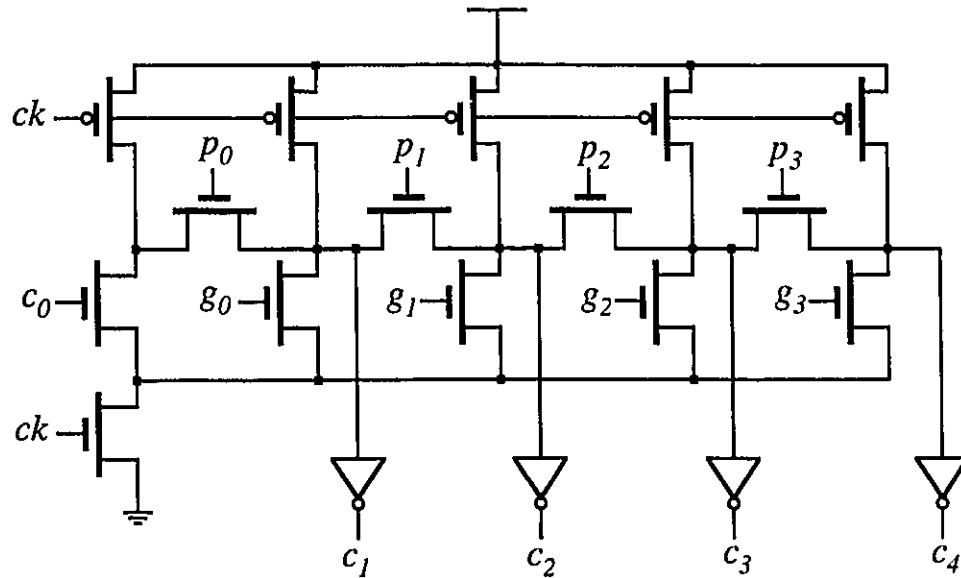 ck
p₀ p₁ p₂ p₃
c₀ g₀ g₁ g₂ g₃
ck
c₁ c₂ c₃ c₄